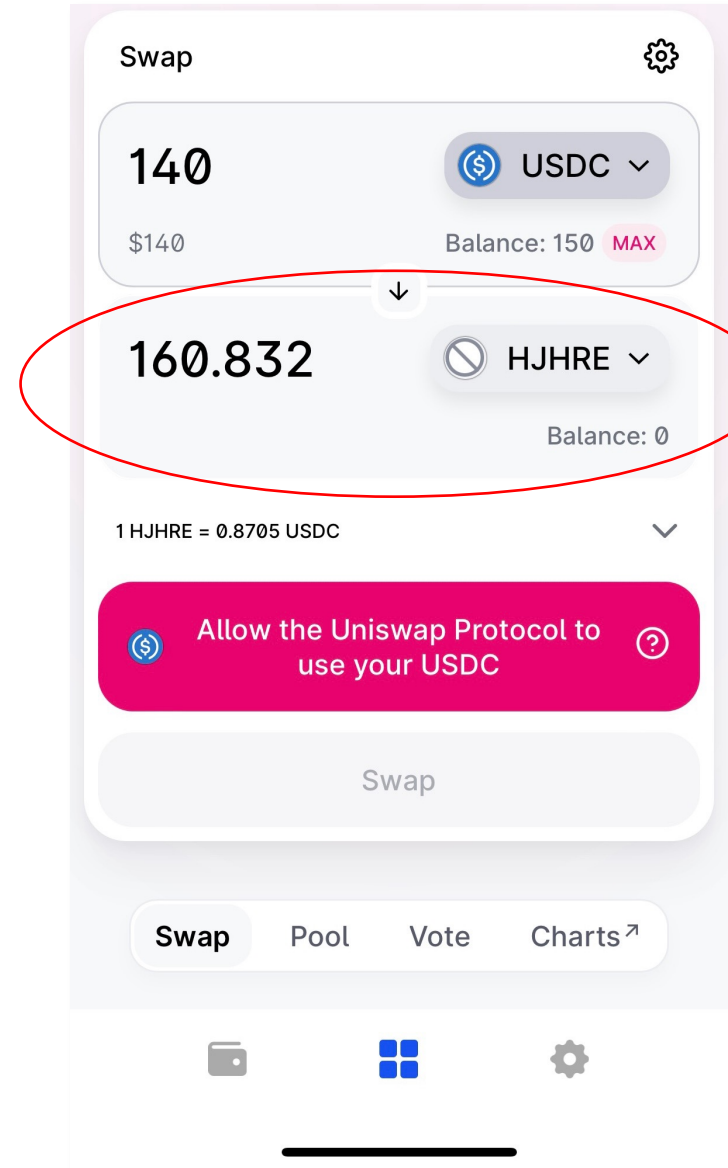 Swap
140
USDC
$140
Balance: 150 MAX
160.832
HJHRE
Balance: 0
1 HJHRE = 0.8705 USDC
Allow the Uniswap Protocol to
use your USDC
?
Swap
Swap Pool Vote Charts↗